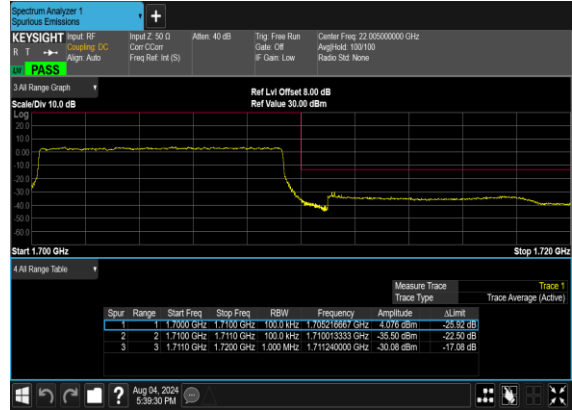 Spectrum Analyzer 1
Spurious Emissions
+
KEYSIGHT Input: RF Input Z: 50 Ω Atten: 40 dB Trig: Free Run Center Freq: 22.005000000 GHz
R T Coupling: DC Corr CCorr Gate: Off Avg|Hold: 100/100
Align: Auto Freq Ref: Int (S) IF Gain: Low Radio Std: None
PASS
3 All Range Graph
Ref Lvl Offset 8.00 dB
Scale/Div 10.0 dB Ref Value 30.00 dBm
Log
20.0
10.0
0.00
-10.0
-20.0
-30.0
-40.0
-50.0
-60.0
Start 1.700 GHz Stop 1.720 GHz
4 All Range Table
Measure Trace Trace 1
Trace Type Trace Average (Active)
Spur Range Start Freq Stop Freq RBW Frequency Amplitude ΔLimit
1 1 1.7000 GHz 1.7100 GHz 100.0 kHz 1.705216667 GHz 4.076 dBm -25.92 dB
2 2 1.7100 GHz 1.7110 GHz 100.0 kHz 1.710013333 GHz -35.50 dBm -22.50 dB
3 3 1.7110 GHz 1.7200 GHz 1.000 MHz 1.711240000 GHz -30.08 dBm -17.08 dB
? Aug 04, 2024
5:39:30 PM